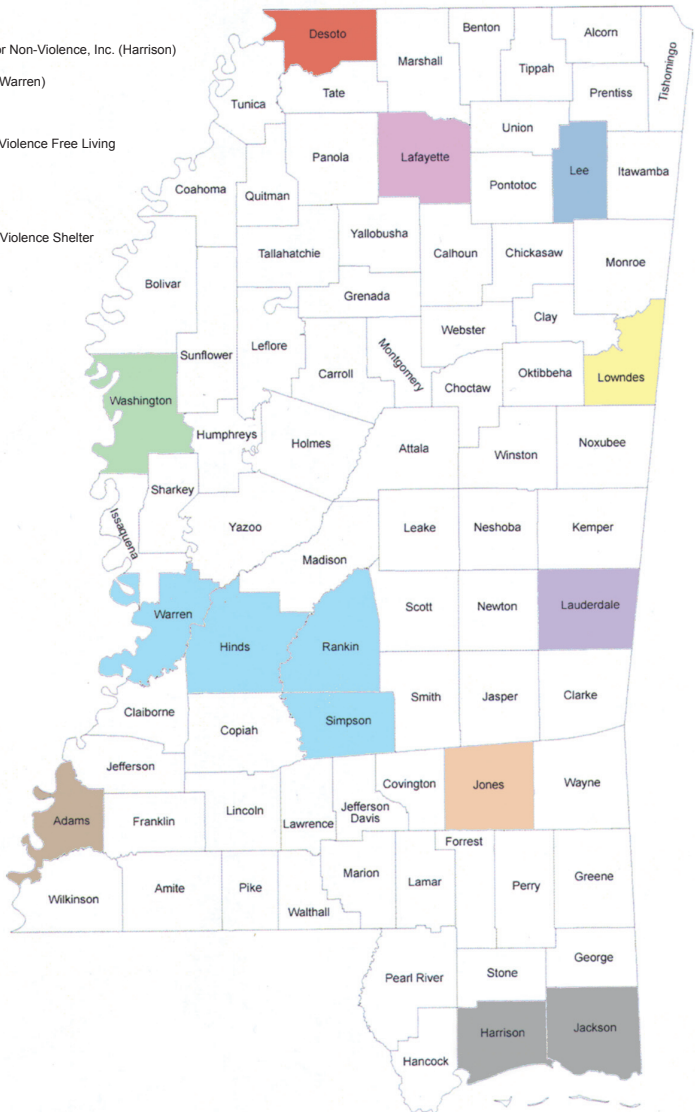 or Non-Violence, Inc. (Harrison)
Warren)
Violence Free Living
Violence Shelter
Desoto
Marshall
Benton
Tippah
Alcorn
Tishomingo
Prentiss
Tunica
Tate
Union
Panola
Lafayette
Lee
Itawamba
Pontotoc
Coahoma
Quitman
Yallobusha
Tallahatchie
Calhoun
Chickasaw
Monroe
Bolivar
Grenada
Clay
Webster
Sunflower
Leflore
Carroll
Montgomery
Choctaw
Oktibbeha
Lowndes
Washington
Humphreys
Holmes
Attala
Winston
Noxubee
Sharkey
Issaquena
Yazoo
Leake
Neshoba
Kemper
Madison
Warren
Hinds
Rankin
Scott
Newton
Lauderdale
Claiborne
Copiah
Simpson
Smith
Jasper
Clarke
Jefferson
Adams
Franklin
Lincoln
Lawrence
Jefferson
Davis
Covington
Jones
Wayne
Forrest
Wilkinson
Amite
Pike
Walthall
Marion
Lamar
Perry
Greene
Pearl River
Stone
George
Hancock
Harrison
Jackson